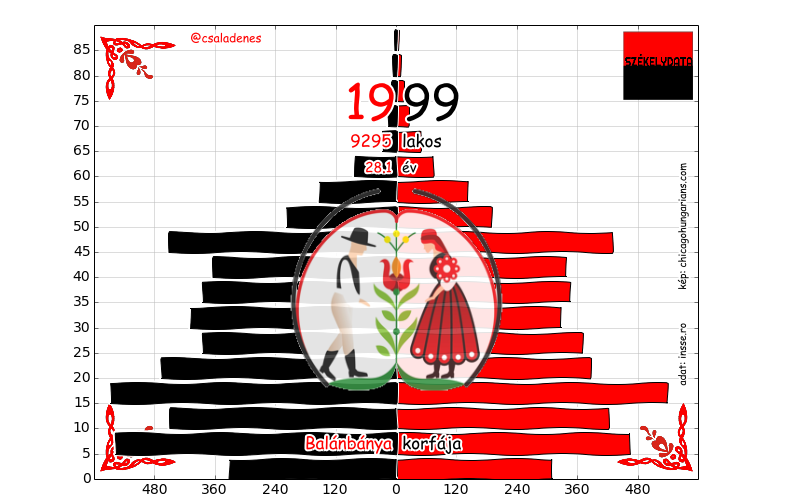 @csaladenes
SZÉKELYDATA
1999
9295 lakos
28.1 év
kép: chicagohungarians.com
adat: insse.ro
Balánbánya korfája
85
80
75
70
65
60
55
50
45
40
35
30
25
20
15
10
5
0
480 360 240 120 0 120 240 360 480